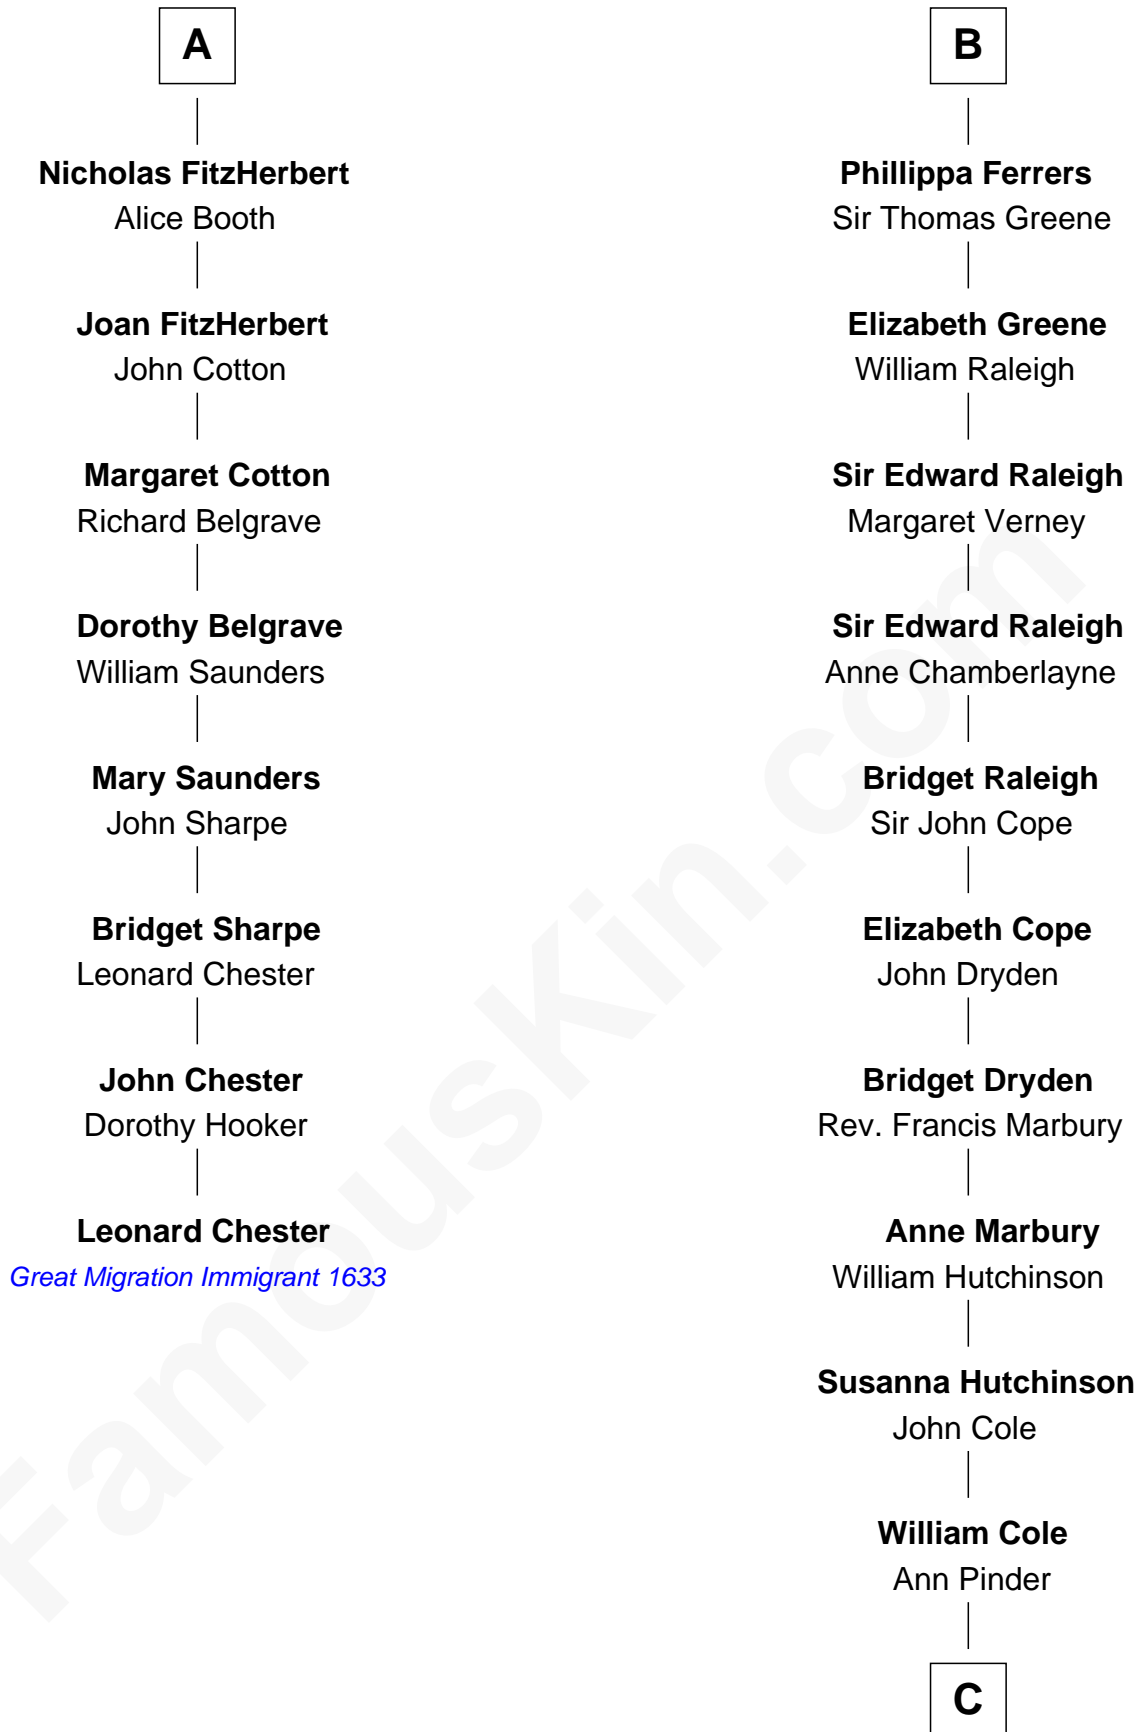 A
Nicholas FitzHerbert
Alice Booth
Joan FitzHerbert
John Cotton
Margaret Cotton
Richard Belgrave
Dorothy Belgrave
William Saunders
Mary Saunders
John Sharpe
Bridget Sharpe
Leonard Chester
John Chester
Dorothy Hooker
Leonard Chester
Great Migration Immigrant 1633
B
Phillippa Ferrers
Sir Thomas Greene
Elizabeth Greene
William Raleigh
Sir Edward Raleigh
Margaret Verney
Sir Edward Raleigh
Anne Chamberlayne
Bridget Raleigh
Sir John Cope
Elizabeth Cope
John Dryden
Bridget Dryden
Rev. Francis Marbury
Anne Marbury
William Hutchinson
Susanna Hutchinson
John Cole
William Cole
Ann Pinder
C
FamousKin.com